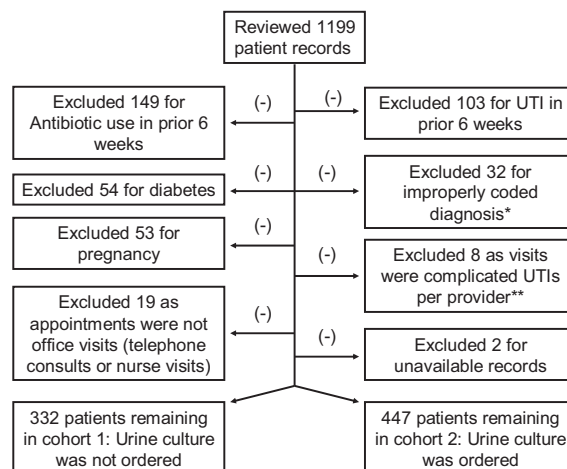 Reviewed 1199
patient records
(-)
(-)
Excluded 149 for
Antibiotic use in prior 6
weeks
Excluded 103 for UTI in
prior 6 weeks
(-)
(-)
Excluded 54 for diabetes
Excluded 32 for
improperly coded
diagnosis*
(-)
Excluded 53 for
pregnancy
(-)
Excluded 8 as visits
were complicated UTIs
per provider**
Excluded 19 as
appointments were not
office visits (telephone
consults or nurse visits)
(-)
(-)
Excluded 2 for
unavailable records
332 patients remaining
in cohort 1: Urine culture
was not ordered
447 patients remaining
in cohort 2: Urine culture
was ordered